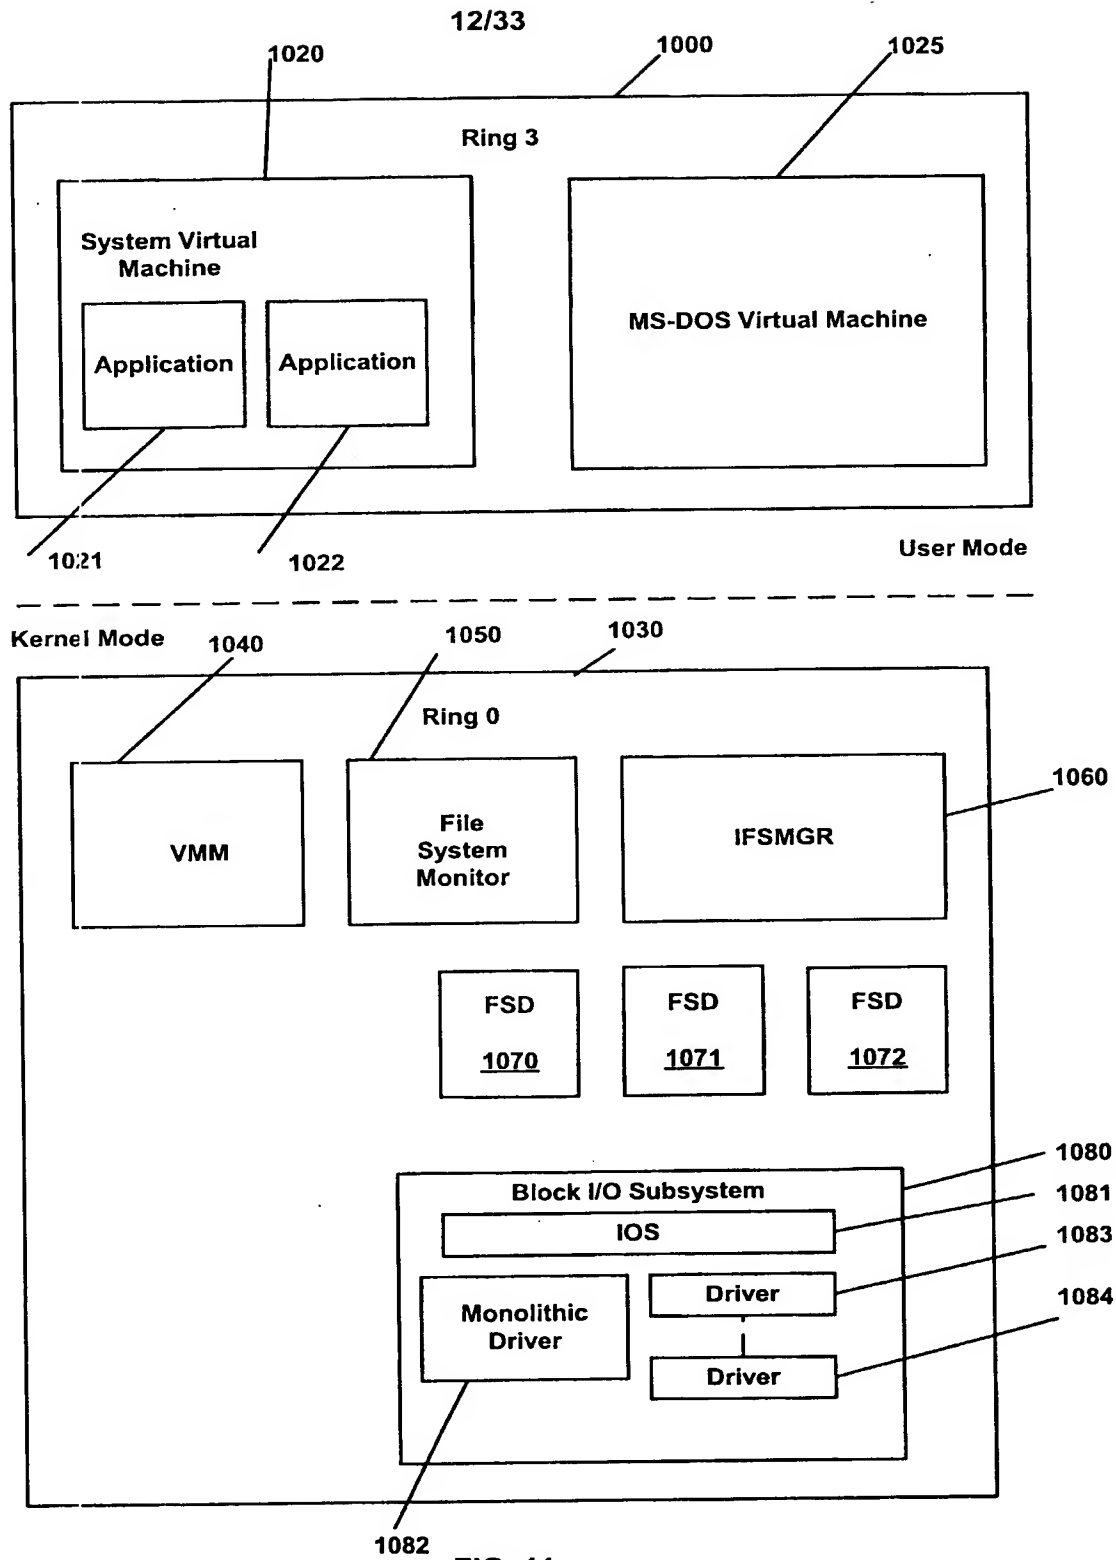 12/33
1020
1000
1025
Ring 3
System Virtual
Machine
Application
Application
MS-DOS Virtual Machine
1021
1022
User Mode
Kernel Mode
1040
1050
1030
Ring 0
1060
VMM
File
System
Monitor
IFSMGR
FSD
1070
FSD
1071
FSD
1072
1080
Block I/O Subsystem
1081
IOS
1083
Driver
Monolithic
Driver
1084
Driver
1082